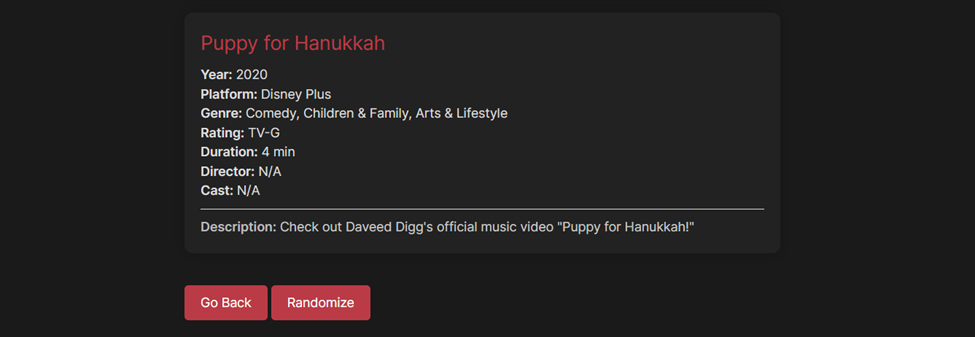 Puppy for Hanukkah
Year: 2020
Platform: Disney Plus
Genre: Comedy, Children & Family, Arts & Lifestyle
Rating: TV-G
Duration: 4 min
Director: N/A
Cast: N/A
Description: Check out Daveed Digg's official music video "Puppy for Hanukkah!"
Go Back
Randomize